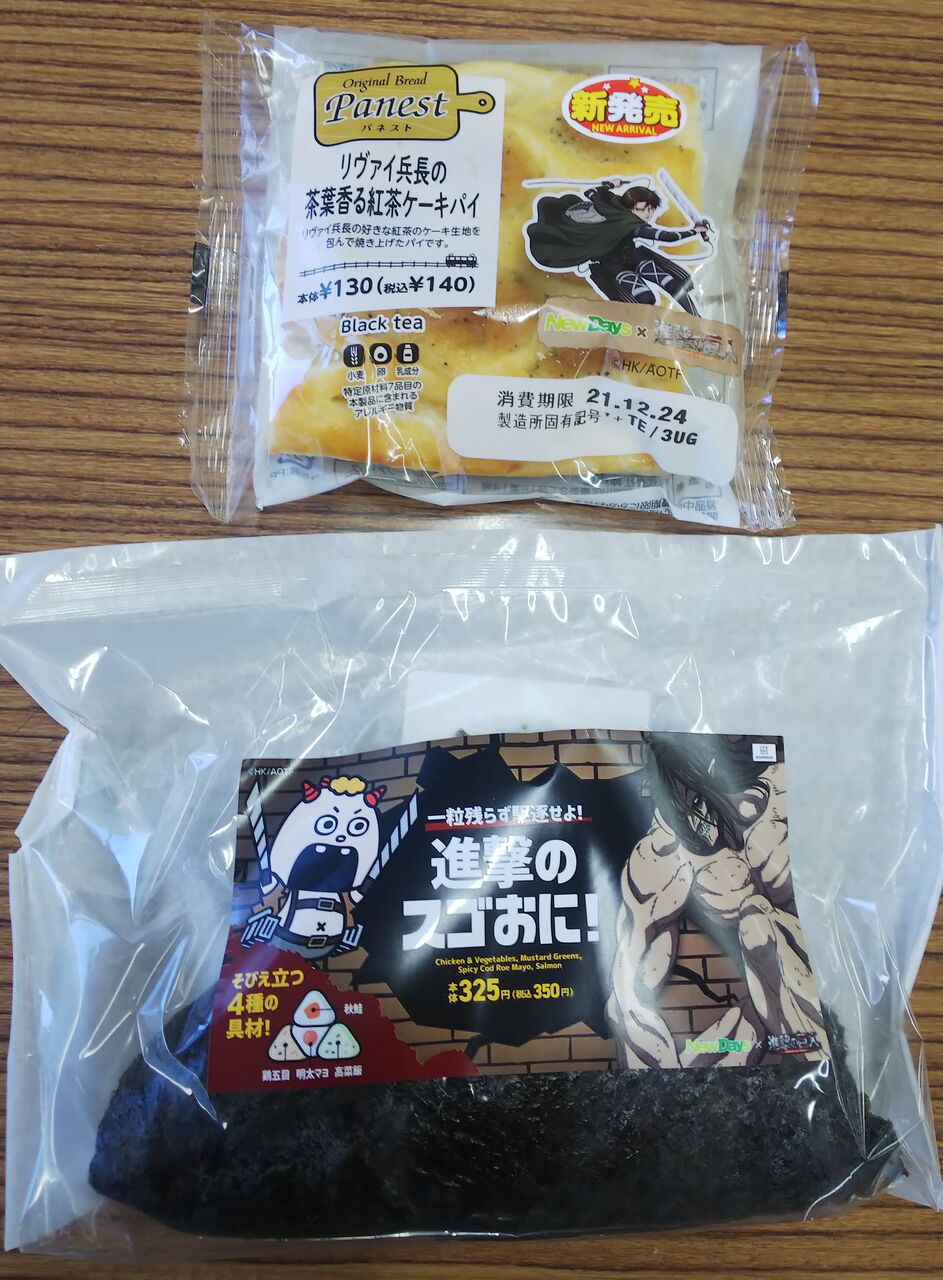 Original Bread
Panest
パネスト
新発売
NEW ARRIVAL
リヴァイ兵長の
茶葉香る紅茶ケーキパイ
リヴァイ兵長の好きな紅茶のケーキ生地を
包んで焼き上げたパイです。
本体¥130(税込¥140)
Black tea
小麦 卵 乳成分
特定原材料7品目の
本製品に含まれる
アレルギー物質
NewDays × 進撃の巨人
©HK/AOTF
消費期限 21.12.24
製造所固有記号 + TE/3UG
©HK/AOTF
一粒残らず駆逐せよ!
進撃の
スゴおに!
Chicken & Vegetables, Mustard Greens,
Spicy Cod Roe Mayo, Salmon
本体325円(税込350円)
そびえ立つ
4種の
具材!
秋鮭
鶏五目 明太マヨ 高菜飯
NewDays × 進撃の巨人